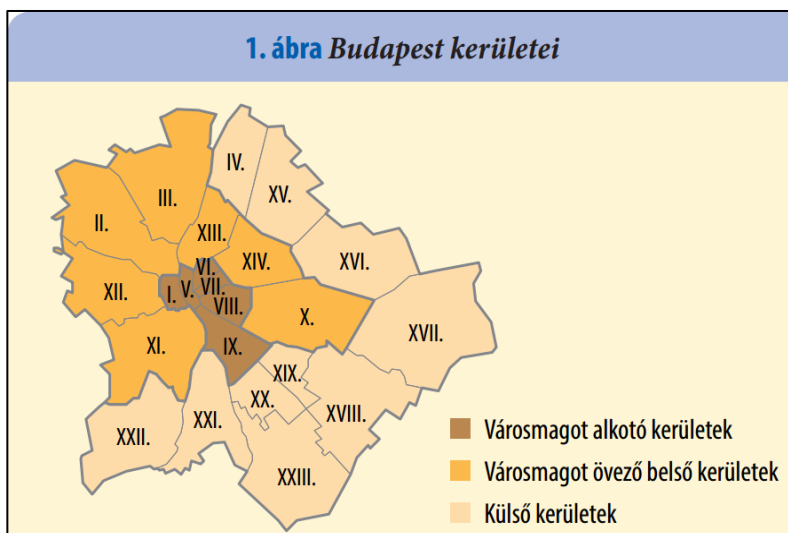 1. ábra Budapest kerületei
IV.
XV.
III.
II.
XIII.
XVI.
XIV.
VI.
XII.
I.
V.
VII.
VIII.
X.
XVII.
XI.
IX.
XIX.
XX.
XVIII.
XXI.
XXII.
XXIII.
Városmagot alkotó kerületek
Városmagot övező belső kerületek
Külső kerületek